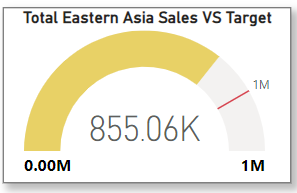 Total Eastern Asia Sales VS Target
1M
855.06K
0.00M
1M